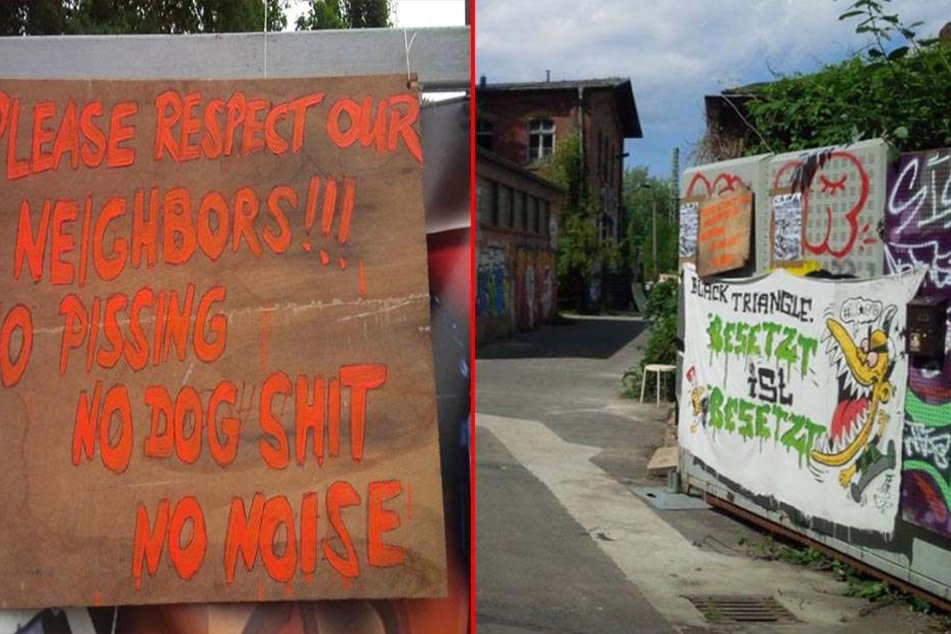 PLEASE RESPECT OUR
NEIGHBORS!!!
NO PISSING
NO DOG SHIT
NO NOISE
BLACK TRIANGLE.
BESETZT
ist
BESETZT